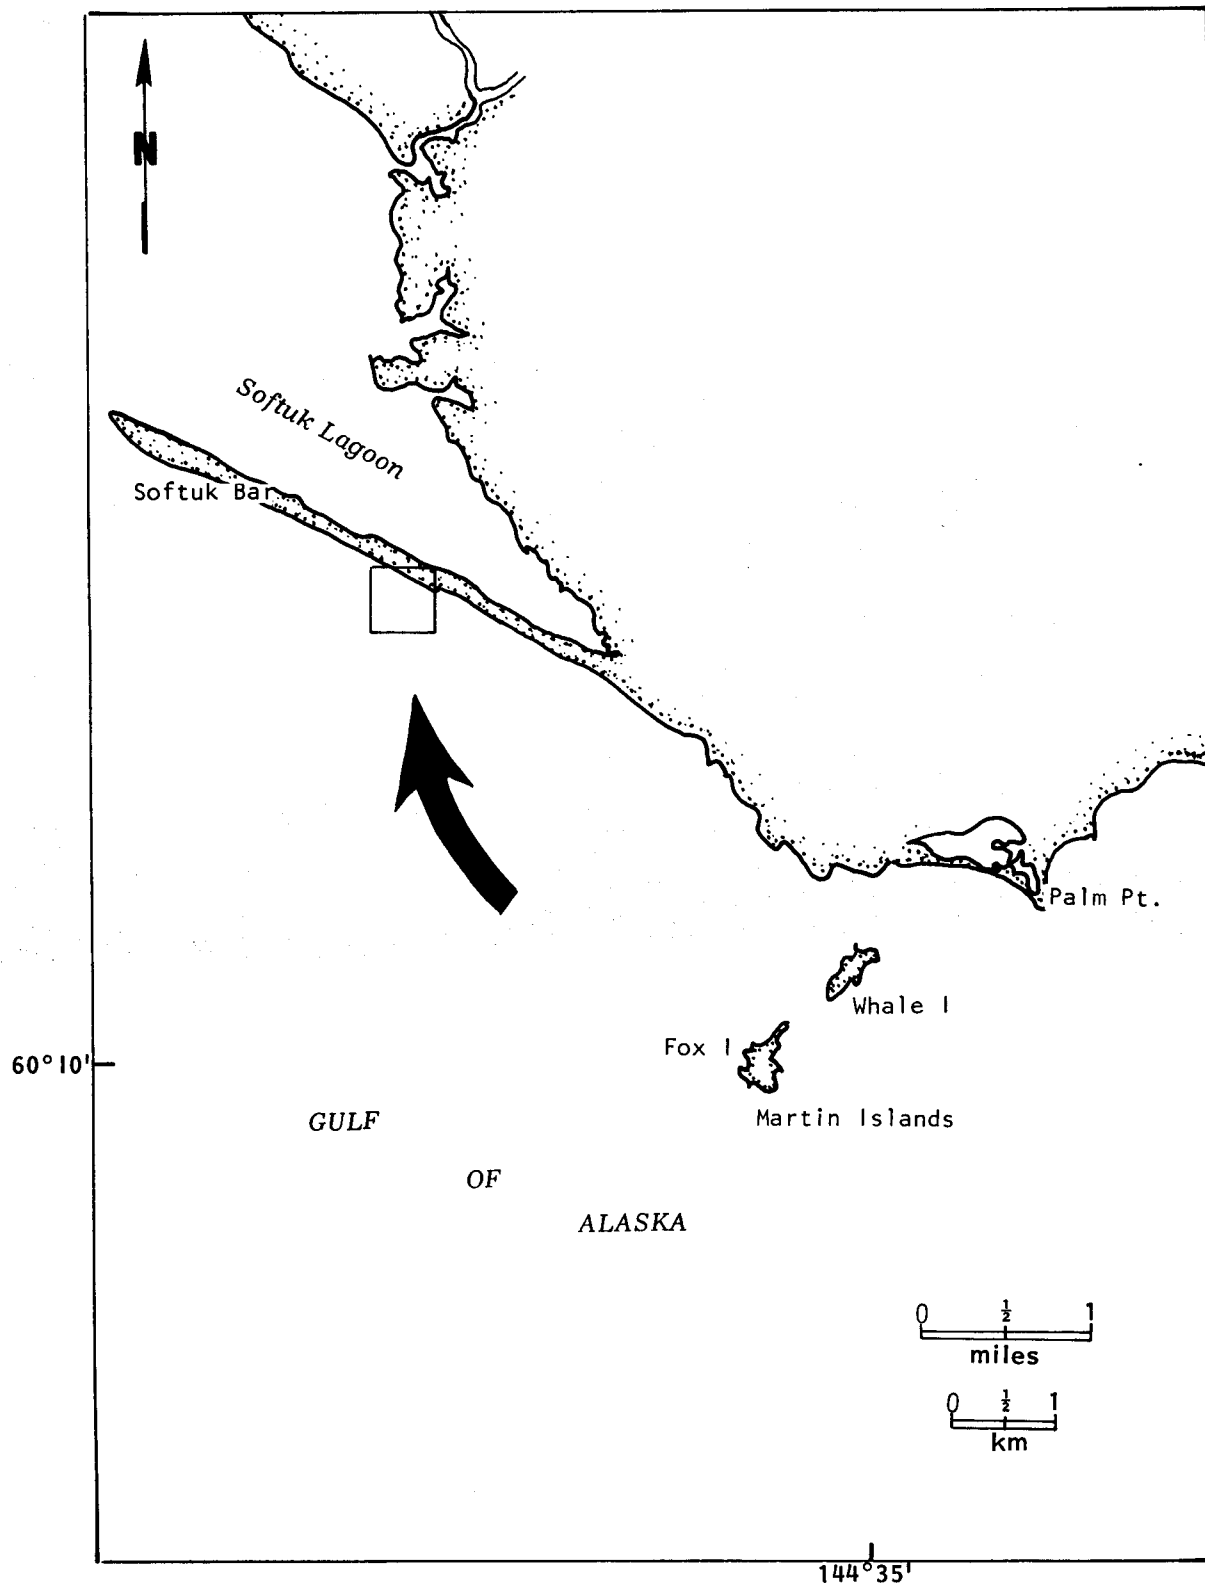 N
Softuk Lagoon
Softuk Bar
Palm Pt.
Whale I
Fox I
60°10'
Martin Islands
GULF
OF
ALASKA
0 ½ 1
miles
0 ½ 1
km
144°35'